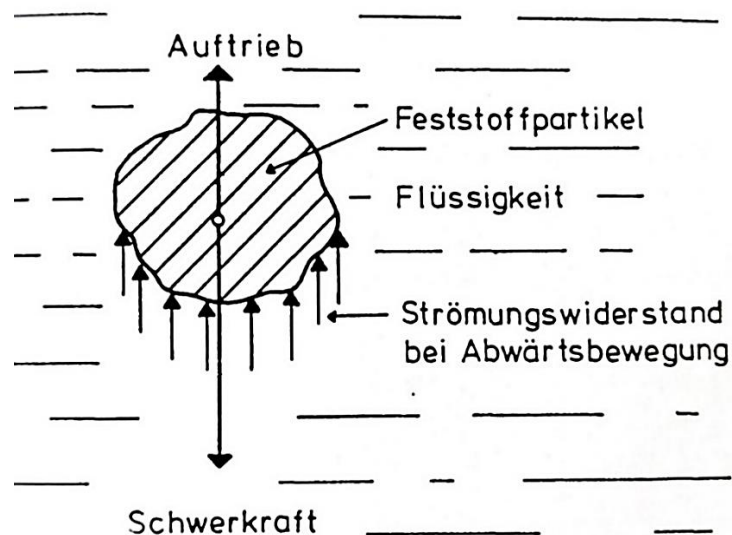 Auftrieb
Feststoffpartikel
Flüssigkeit
Strömungswiderstand
bei Abwärtsbewegung
Schwerkraft